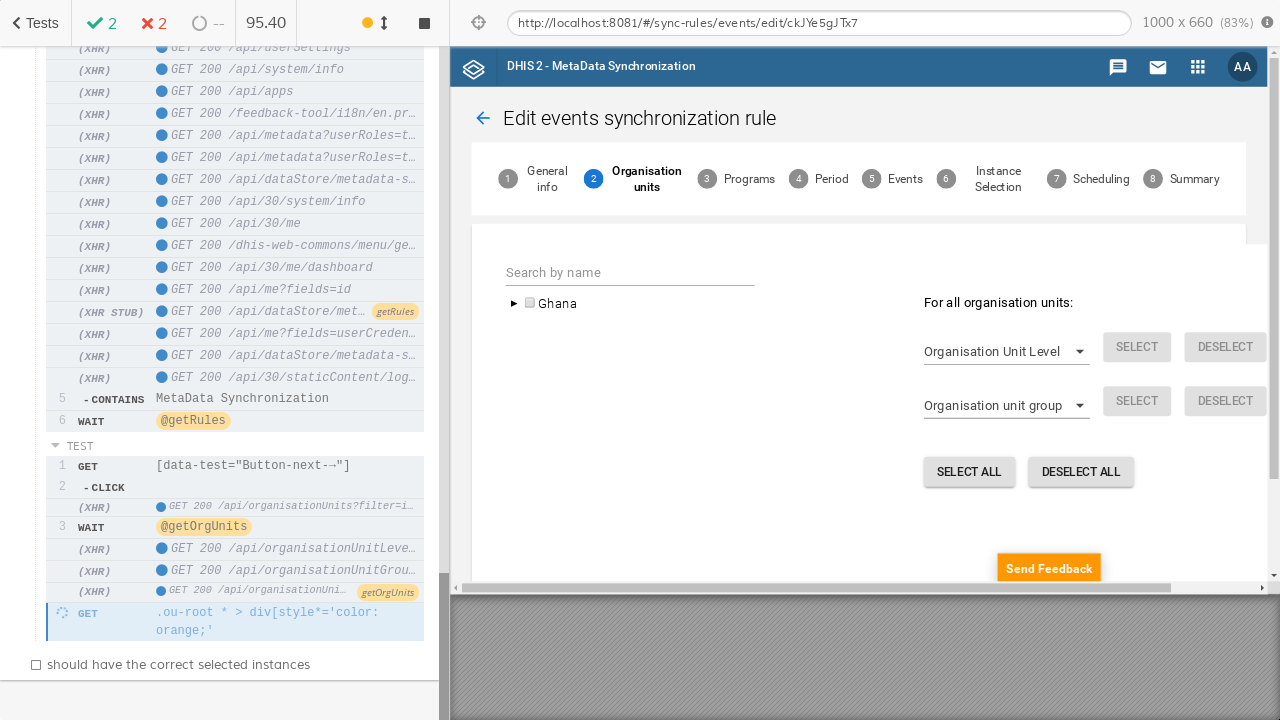 Tests
2
2
--
95.40
http://localhost:8081/#/sync-rules/events/edit/ckJYe5gJTx7
1000 x 660 (83%)
(XHR) GET 200 /api/userSettings
(XHR) GET 200 /api/system/info
(XHR) GET 200 /api/apps
(XHR) GET 200 /feedback-tool/i18n/en.pr…
(XHR) GET 200 /api/metadata?userRoles=t…
(XHR) GET 200 /api/metadata?userRoles=t…
(XHR) GET 200 /api/dataStore/metadata-s…
(XHR) GET 200 /api/30/system/info
(XHR) GET 200 /api/30/me
(XHR) GET 200 /dhis-web-commons/menu/ge…
(XHR) GET 200 /api/30/me/dashboard
(XHR) GET 200 /api/me?fields=id
(XHR STUB) GET 200 /api/dataStore/met… getRules
(XHR) GET 200 /api/me?fields=userCreden…
(XHR) GET 200 /api/dataStore/metadata-s…
(XHR) GET 200 /api/30/staticContent/log…
5 - CONTAINS MetaData Synchronization
6 WAIT @getRules
TEST
1 GET [data-test="Button-next-→"]
2 - CLICK
(XHR) GET 200 /api/organisationUnits?filter=i…
3 WAIT @getOrgUnits
(XHR) GET 200 /api/organisationUnitLeve…
(XHR) GET 200 /api/organisationUnitGrou…
(XHR) GET 200 /api/organisationUni… getOrgUnits
GET .ou-root * > div[style*='color:
orange;'
should have the correct selected instances
DHIS 2 - MetaData Synchronization
AA
Edit events synchronization rule
1 General info
2 Organisation units
3 Programs
4 Period
5 Events
6 Instance Selection
7 Scheduling
8 Summary
Search by name
Ghana
For all organisation units:
Organisation Unit Level SELECT DESELECT
Organisation unit group SELECT DESELECT
SELECT ALL DESELECT ALL
Send Feedback